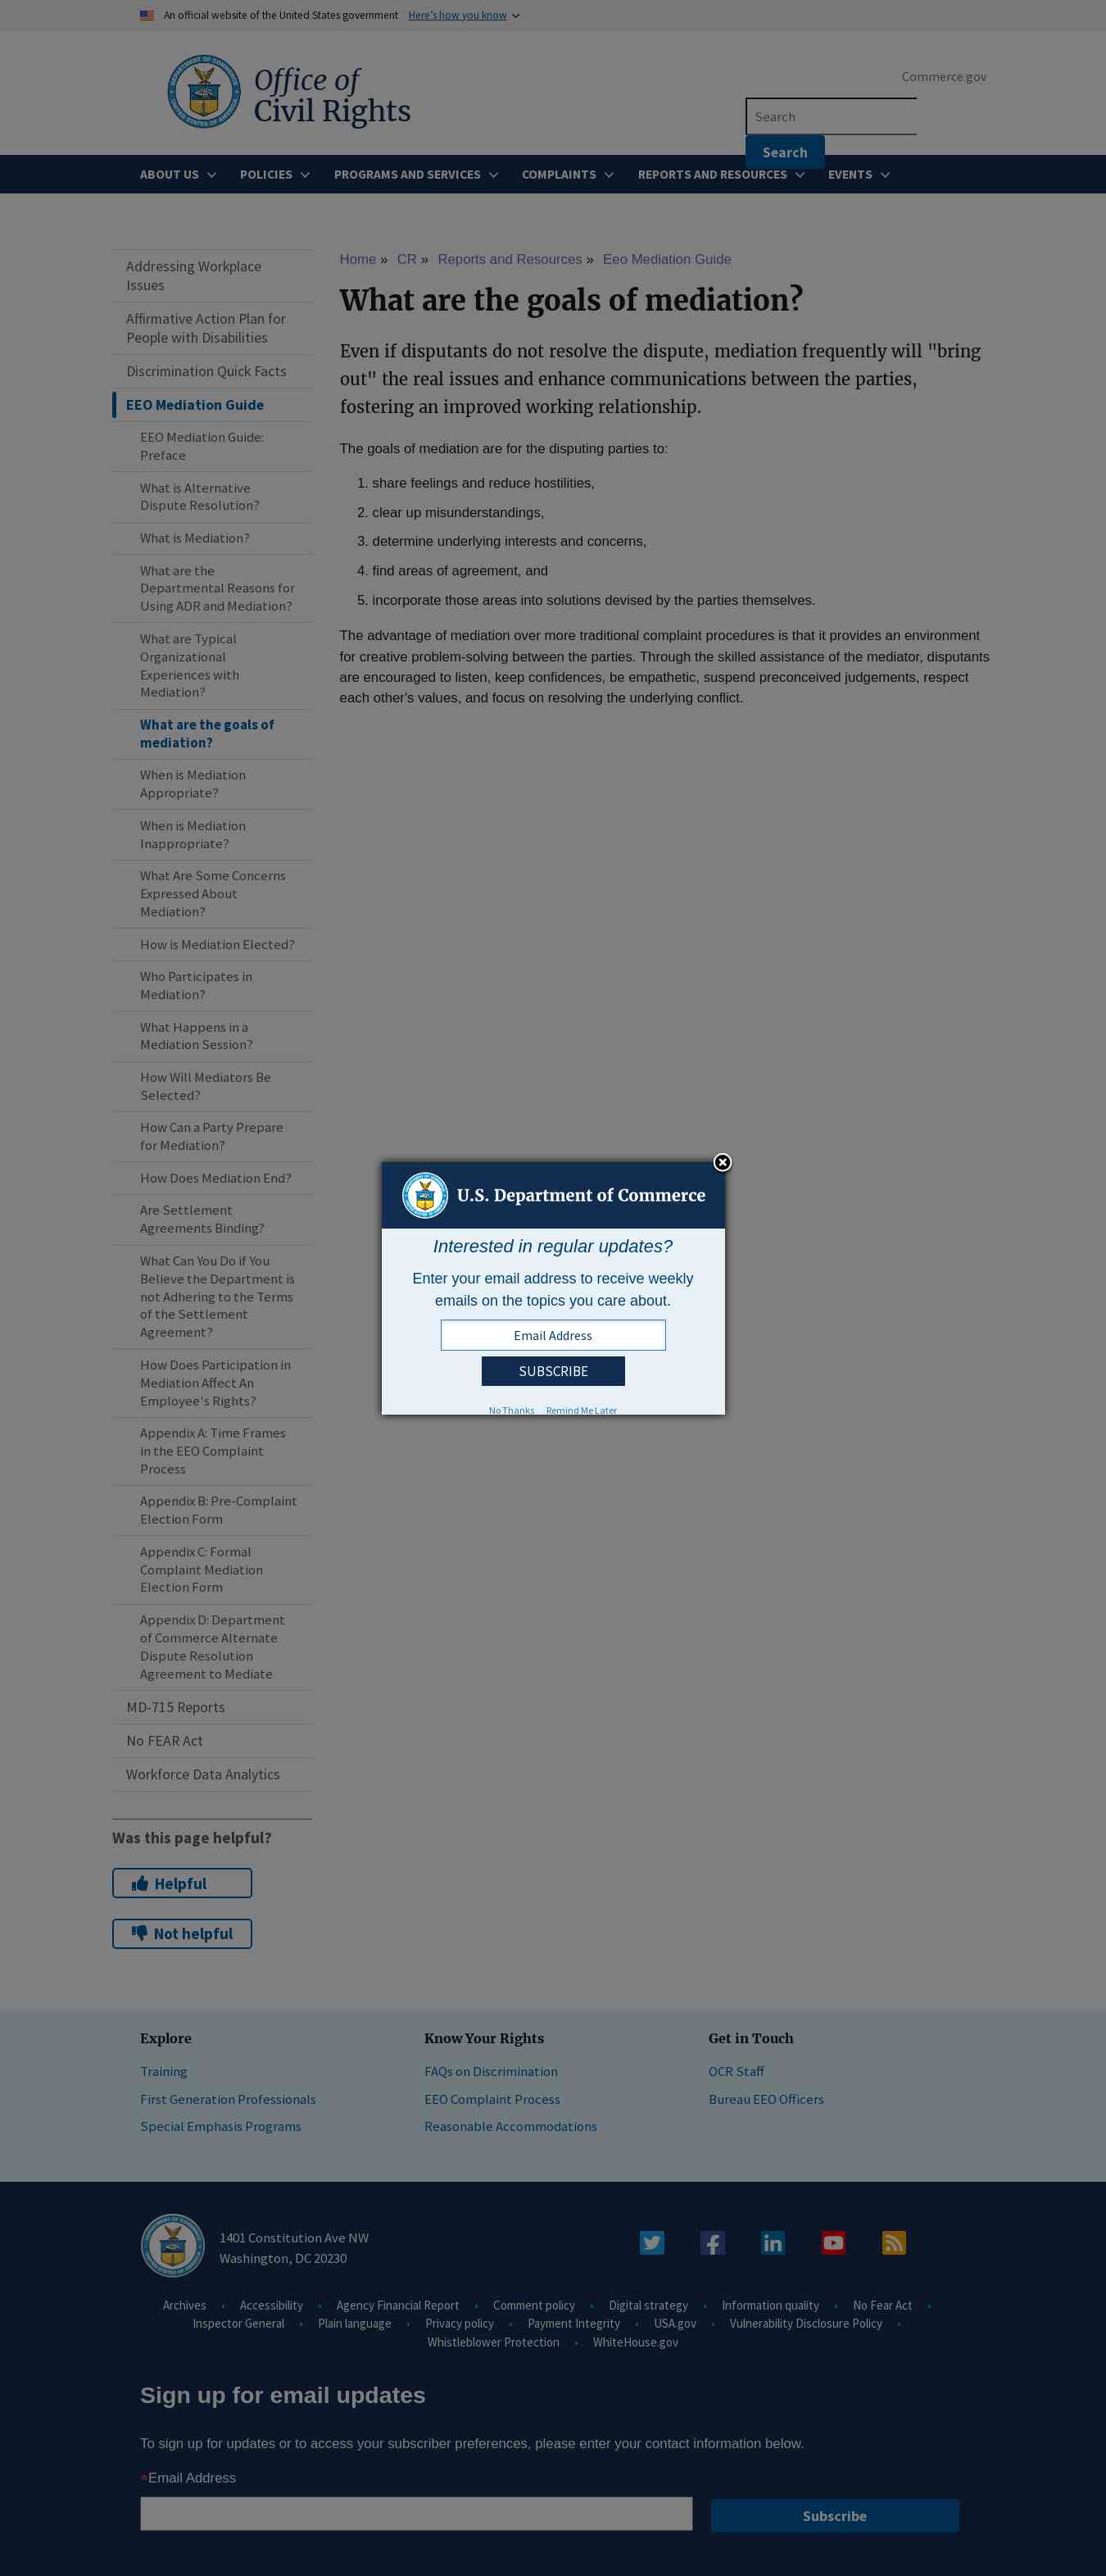 An official website of the United States government Here's how you know
Office of
Civil Rights
Commerce.gov
Search
Search
ABOUT US
POLICIES
PROGRAMS AND SERVICES
COMPLAINTS
REPORTS AND RESOURCES
EVENTS
Addressing Workplace
Issues
Affirmative Action Plan for
People with Disabilities
Discrimination Quick Facts
EEO Mediation Guide
EEO Mediation Guide:
Preface
What is Alternative
Dispute Resolution?
What is Mediation?
What are the
Departmental Reasons for
Using ADR and Mediation?
What are Typical
Organizational
Experiences with
Mediation?
What are the goals of
mediation?
When is Mediation
Appropriate?
When is Mediation
Inappropriate?
What Are Some Concerns
Expressed About
Mediation?
How is Mediation Elected?
Who Participates in
Mediation?
What Happens in a
Mediation Session?
How Will Mediators Be
Selected?
How Can a Party Prepare
for Mediation?
How Does Mediation End?
Are Settlement
Agreements Binding?
What Can You Do if You
Believe the Department is
not Adhering to the Terms
of the Settlement
Agreement?
How Does Participation in
Mediation Affect An
Employee's Rights?
Appendix A: Time Frames
in the EEO Complaint
Process
Appendix B: Pre-Complaint
Election Form
Appendix C: Formal
Complaint Mediation
Election Form
Appendix D: Department
of Commerce Alternate
Dispute Resolution
Agreement to Mediate
MD-715 Reports
No FEAR Act
Workforce Data Analytics
Was this page helpful?
Helpful
Not helpful
Home » CR » Reports and Resources » Eeo Mediation Guide
What are the goals of mediation?
Even if disputants do not resolve the dispute, mediation frequently will "bring
out" the real issues and enhance communications between the parties,
fostering an improved working relationship.
The goals of mediation are for the disputing parties to:
1. share feelings and reduce hostilities,
2. clear up misunderstandings,
3. determine underlying interests and concerns,
4. find areas of agreement, and
5. incorporate those areas into solutions devised by the parties themselves.
The advantage of mediation over more traditional complaint procedures is that it provides an environment
for creative problem-solving between the parties. Through the skilled assistance of the mediator, disputants
are encouraged to listen, keep confidences, be empathetic, suspend preconceived judgements, respect
each other's values, and focus on resolving the underlying conflict.
U.S. Department of Commerce
Interested in regular updates?
Enter your email address to receive weekly
emails on the topics you care about.
Email Address
SUBSCRIBE
No Thanks Remind Me Later
Explore
Training
First Generation Professionals
Special Emphasis Programs
Know Your Rights
FAQs on Discrimination
EEO Complaint Process
Reasonable Accommodations
Get in Touch
OCR Staff
Bureau EEO Officers
1401 Constitution Ave NW
Washington, DC 20230
Archives • Accessibility • Agency Financial Report • Comment policy • Digital strategy • Information quality • No Fear Act •
Inspector General • Plain language • Privacy policy • Payment Integrity • USA.gov • Vulnerability Disclosure Policy •
Whistleblower Protection • WhiteHouse.gov
Sign up for email updates
To sign up for updates or to access your subscriber preferences, please enter your contact information below.
*Email Address
Subscribe